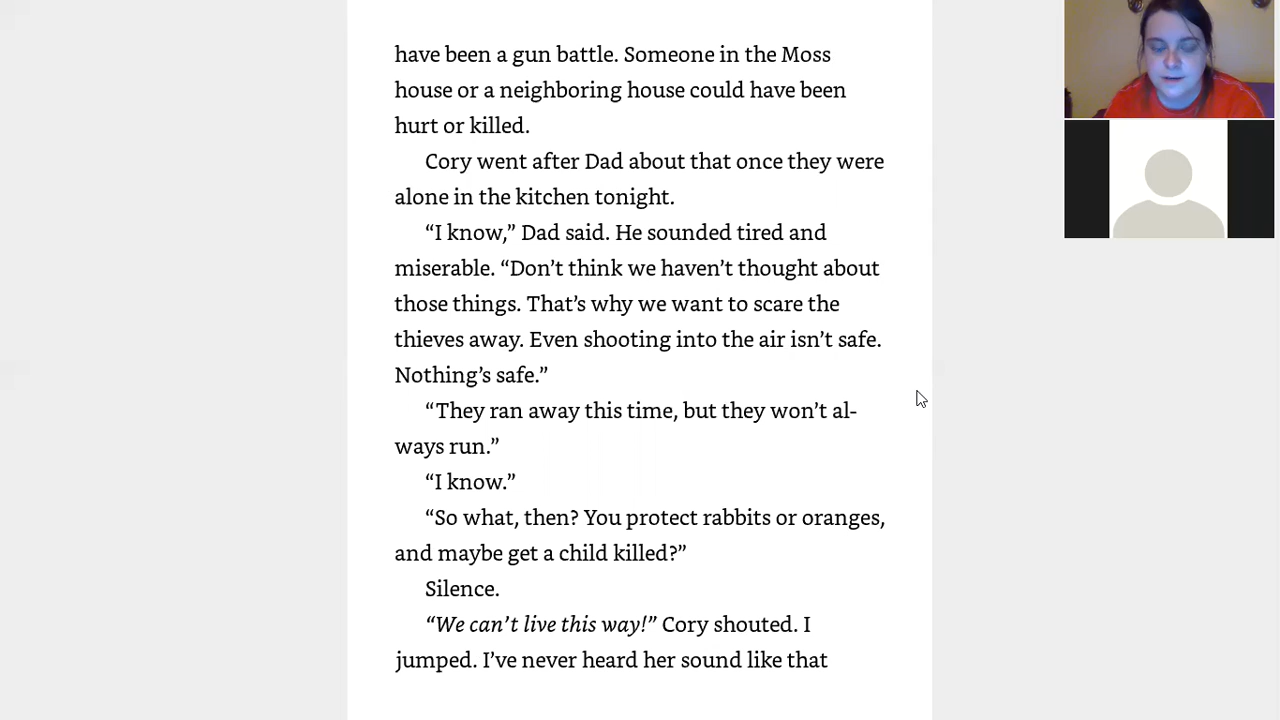 have been a gun battle. Someone in the Moss
house or a neighboring house could have been
hurt or killed.
Cory went after Dad about that once they were
alone in the kitchen tonight.
“I know,” Dad said. He sounded tired and
miserable. “Don’t think we haven’t thought about
those things. That’s why we want to scare the
thieves away. Even shooting into the air isn’t safe.
Nothing’s safe.”
“They ran away this time, but they won’t al-
ways run.”
“I know.”
“So what, then? You protect rabbits or oranges,
and maybe get a child killed?”
Silence.
“We can’t live this way!” Cory shouted. I
jumped. I’ve never heard her sound like that